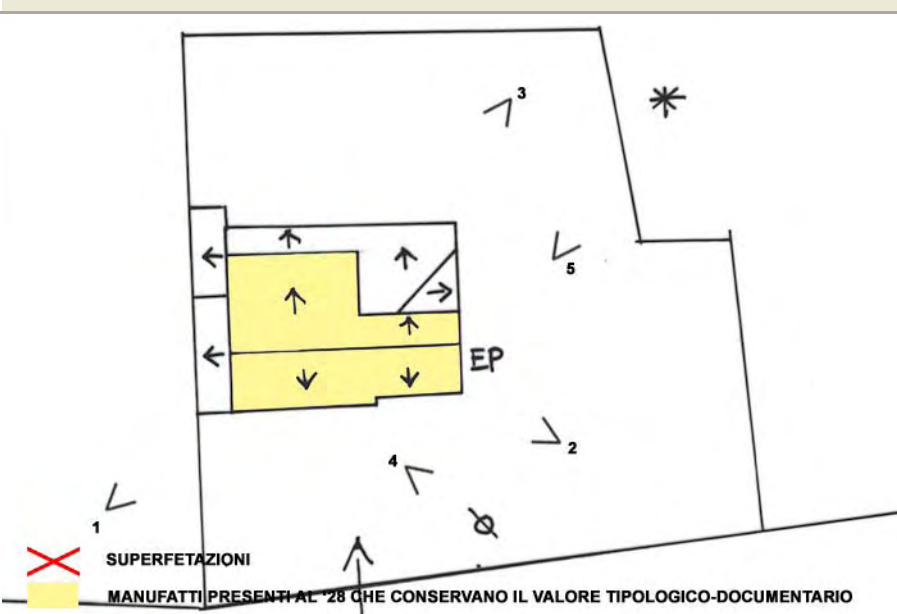 3
5
EP
2
4
1
SUPERFETAZIONI
MANUFATTI PRESENTI AL '28 CHE CONSERVANO IL VALORE TIPOLOGICO-DOCUMENTARIO